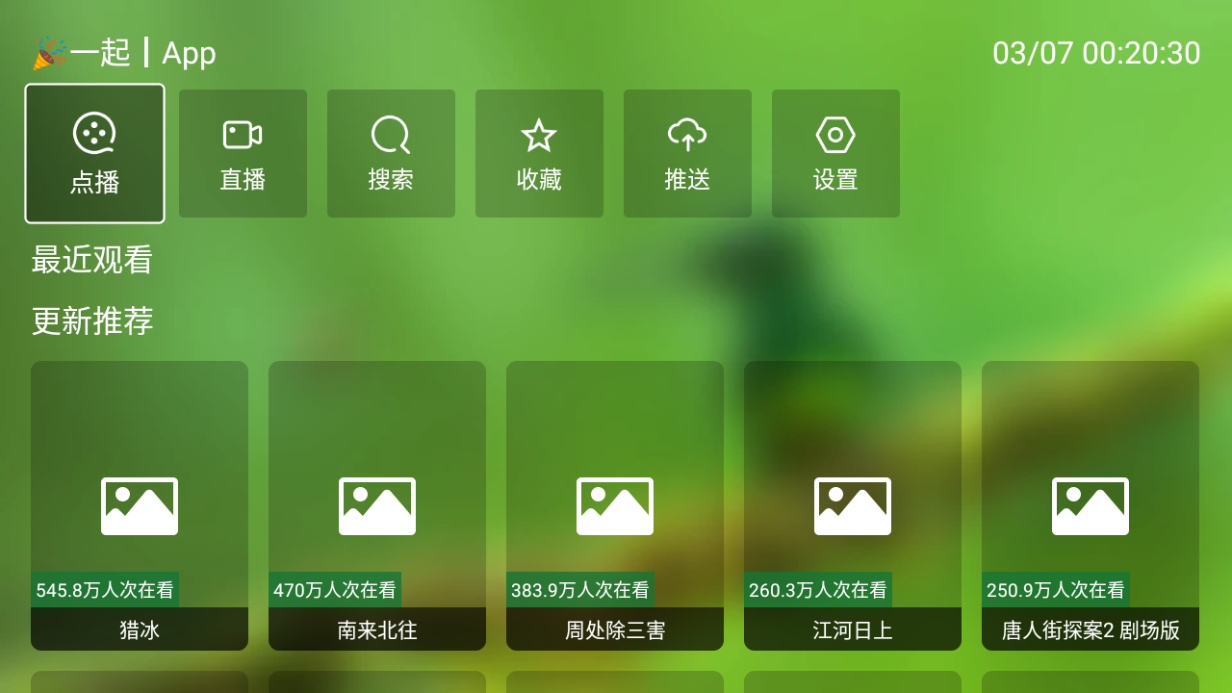 🎉一起┃App
03/07 00:20:30
点播
直播
搜索
收藏
推送
设置
最近观看
更新推荐
545.8万人次在看
470万人次在看
383.9万人次在看
260.3万人次在看
250.9万人次在看
猎冰
南来北往
周处除三害
江河日上
唐人街探案2 剧场版